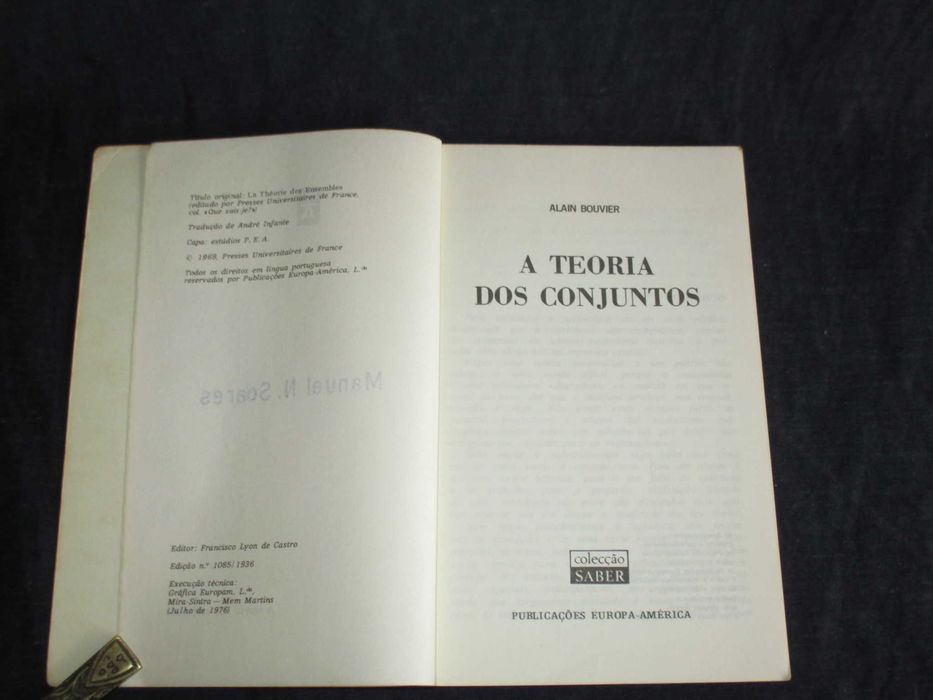 Título original: La Théorie des Ensembles
(editado por Presses Universitaires de France,
col. «Que sais-je?»)
Tradução de André Infante
Capa: estúdios P. E. A.
© 1969, Presses Universitaires de France
Todos os direitos em língua portuguesa
reservados por Publicações Europa-América, L.da
Manuel N. Soares
Editor: Francisco Lyon de Castro
Edição n.º 1085/1936
Execução técnica:
Gráfica Europam, L.da,
Mira-Sintra — Mem Martins
(Julho de 1976)
ALAIN BOUVIER
A TEORIA
DOS CONJUNTOS
colecção
SABER
PUBLICAÇÕES EUROPA-AMÉRICA